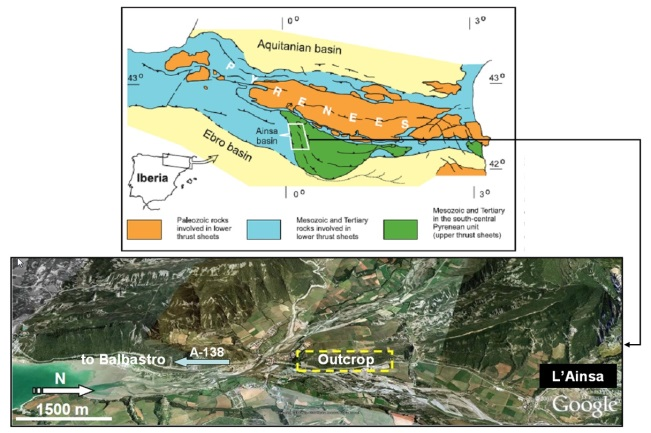 0°
3°
Aquitanian basin
43°
43°
PYRENEES
Ainsa
basin
Ebro basin
Iberia
42°
0°
3°
Paleozoic rocks
involved in lower
thrust sheets
Mesozoic and Tertiary
rocks involved in
lower thrust sheets
Mesozoic and Tertiary
in the south-central
Pyrenean unit
(upper thrust sheets)
A-138
to Balbastro
Outcrop
N
L'Ainsa
1500 m
Google